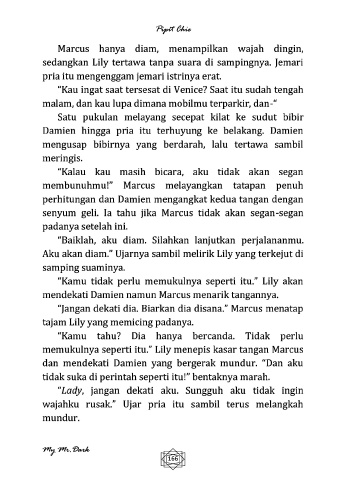 Pipit Chie
Marcus hanya diam, menampilkan wajah dingin,
sedangkan Lily tertawa tanpa suara di sampingnya. Jemari
pria itu mengenggam jemari istrinya erat.
“Kau ingat saat tersesat di Venice? Saat itu sudah tengah
malam, dan kau lupa dimana mobilmu terparkir, dan-“
Satu pukulan melayang secepat kilat ke sudut bibir
Damien hingga pria itu terhuyung ke belakang. Damien
mengusap bibirnya yang berdarah, lalu tertawa sambil
meringis.
“Kalau kau masih bicara, aku tidak akan segan
membunuhmu!” Marcus melayangkan tatapan penuh
perhitungan dan Damien mengangkat kedua tangan dengan
senyum geli. Ia tahu jika Marcus tidak akan segan-segan
padanya setelah ini.
“Baiklah, aku diam. Silahkan lanjutkan perjalananmu.
Aku akan diam.” Ujarnya sambil melirik Lily yang terkejut di
samping suaminya.
“Kamu tidak perlu memukulnya seperti itu.” Lily akan
mendekati Damien namun Marcus menarik tangannya.
“Jangan dekati dia. Biarkan dia disana.” Marcus menatap
tajam Lily yang memicing padanya.
“Kamu tahu? Dia hanya bercanda. Tidak perlu
memukulnya seperti itu.” Lily menepis kasar tangan Marcus
dan mendekati Damien yang bergerak mundur. “Dan aku
tidak suka di perintah seperti itu!” bentaknya marah.
“Lady, jangan dekati aku. Sungguh aku tidak ingin
wajahku rusak.” Ujar pria itu sambil terus melangkah
mundur.
My Mr.Dark
166